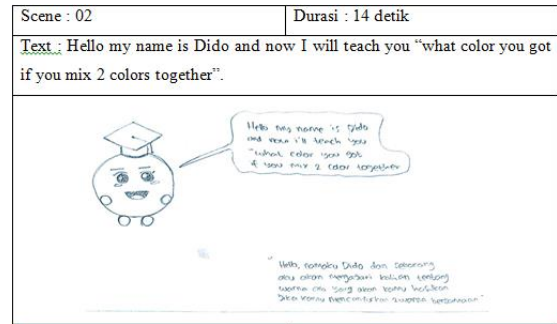 Scene : 02
Durasi : 14 detik
Text : Hello my name is Dido and now I will teach you “what color you got
if you mix 2 colors together”.
Hello my name is Dido
and now i'll teach you
"what color you got
if you mix 2 color together
" Hello, namaku Dido dan sekarang
aku akan mengajari kalian tentang
warna apa yang akan kamu hasilkan
jika kamu mencampurkan 2 warna bersamaan "